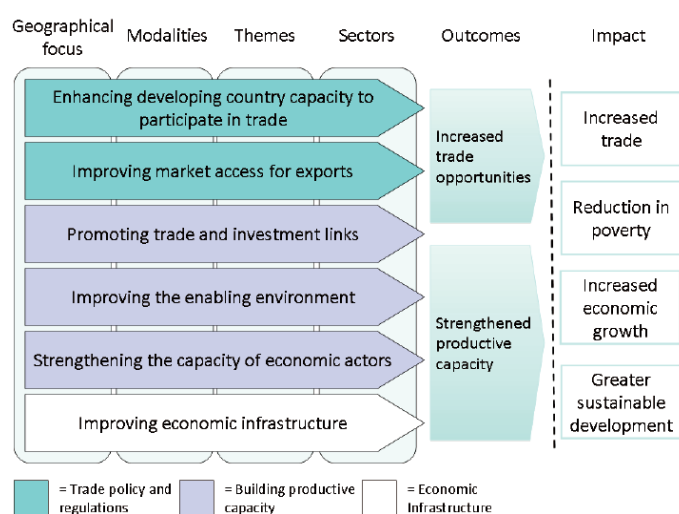 Geographical
focus
Modalities
Themes
Sectors
Outcomes
Impact
Enhancing developing country capacity to
participate in trade
Improving market access for exports
Promoting trade and investment links
Improving the enabling environment
Strengthening the capacity of economic actors
Improving economic infrastructure
Increased
trade
opportunities
Strengthened
productive
capacity
Increased
trade
Reduction in
poverty
Increased
economic
growth
Greater
sustainable
development
= Trade policy and
regulations
= Building productive
capacity
= Economic
Infrastructure